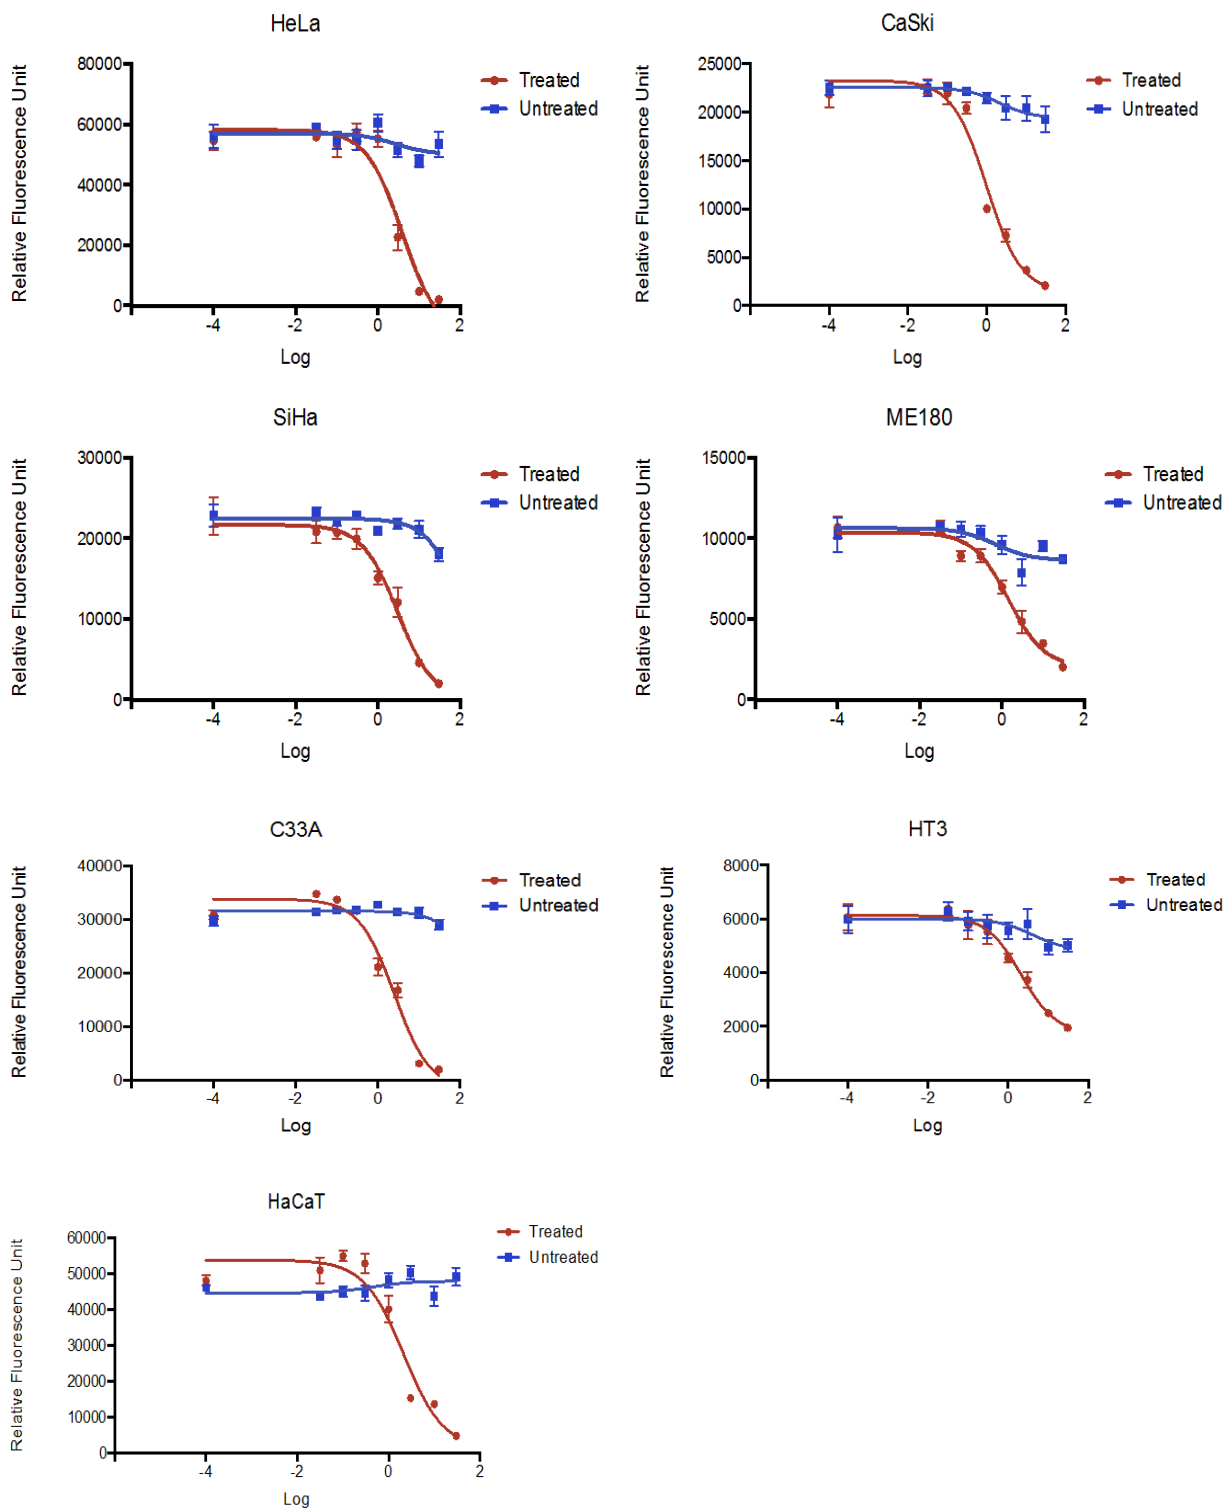 HeLa
Relative Fluorescence Unit
80000
60000
40000
20000
0
-4
-2
0
2
Log
Treated
Untreated
CaSki
Relative Fluorescence Unit
25000
20000
15000
10000
5000
0
-4
-2
0
2
Log
Treated
Untreated
SiHa
Relative Fluorescence Unit
30000
20000
10000
0
-4
-2
0
2
Log
Treated
Untreated
ME180
Relative Fluorescence Unit
15000
10000
5000
0
-4
-2
0
2
Log
Treated
Untreated
C33A
Relative Fluorescence Unit
40000
30000
20000
10000
0
-4
-2
0
2
Log
Treated
Untreated
HT3
Relative Fluorescence Unit
8000
6000
4000
2000
0
-4
-2
0
2
Log
Treated
Untreated
HaCaT
Relative Fluorescence Unit
60000
50000
40000
30000
20000
10000
0
-4
-2
0
2
Log
Treated
Untreated